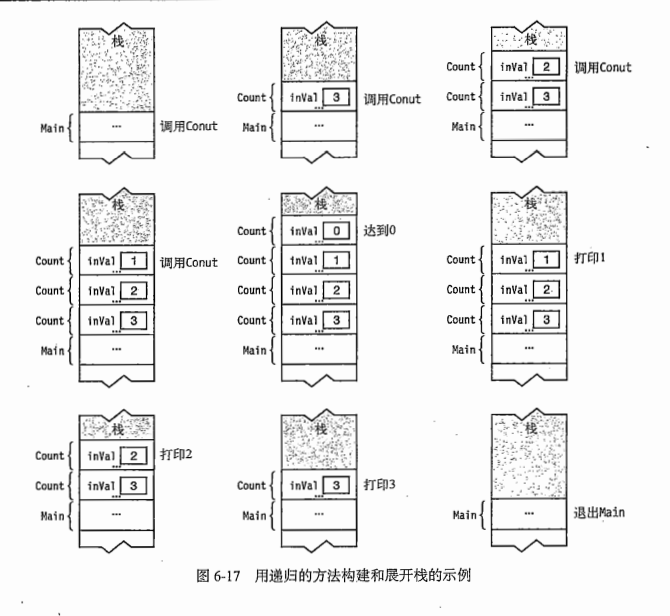 栈
Main
...
调用Conut
栈
Count
inVal 3
...
调用Conut
Main
...
栈
Count
inVal 2
...
调用Conut
Count
inVal 3
...
Main
...
栈
Count
inVal 1
...
调用Conut
Count
inVal 2
...
Count
inVal 3
...
Main
...
栈
Count
inVal 0
...
达到0
Count
inVal 1
...
Count
inVal 2
...
Count
inVal 3
...
Main
...
栈
Count
inVal 1
...
打印1
Count
inVal 2
...
Count
inVal 3
...
Main
...
栈
Count
inVal 2
...
打印2
Count
inVal 3
...
Main
...
栈
Count
inVal 3
...
打印3
Main
...
栈
Main
...
退出Main
图 6-17 用递归的方法构建和展开栈的示例